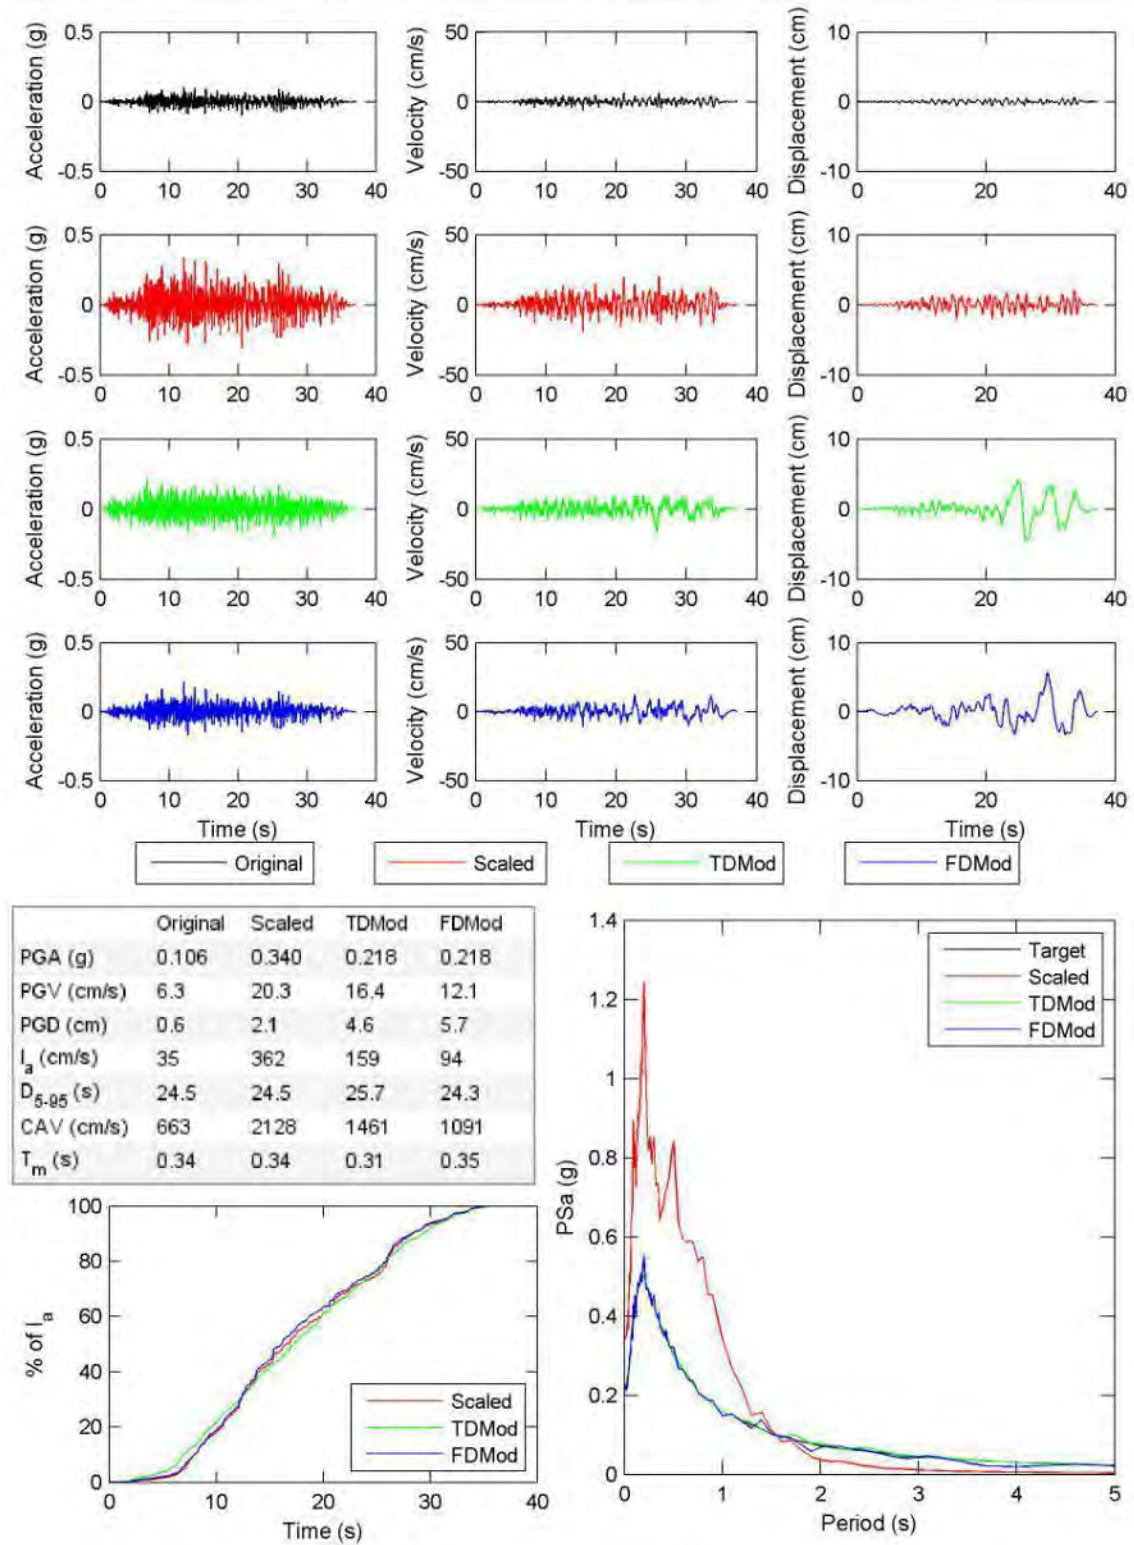 Acceleration (g)
0.5
0
-0.5
0 10 20 30 40
Velocity (cm/s)
50
0
-50
0 10 20 30 40
Displacement (cm)
10
0
-10
0 20 40
Acceleration (g)
0.5
0
-0.5
0 10 20 30 40
Velocity (cm/s)
50
0
-50
0 10 20 30 40
Displacement (cm)
10
0
-10
0 20 40
Acceleration (g)
0.5
0
-0.5
0 10 20 30 40
Velocity (cm/s)
50
0
-50
0 10 20 30 40
Displacement (cm)
10
0
-10
0 20 40
Acceleration (g)
0.5
0
-0.5
0 10 20 30 40
Time (s)
Velocity (cm/s)
50
0
-50
0 10 20 30 40
Time (s)
Displacement (cm)
10
0
-10
0 20 40
Time (s)
Original Scaled TDMod FDMod
Original Scaled TDMod FDMod
PGA (g) 0.106 0.340 0.218 0.218
PGV (cm/s) 6.3 20.3 16.4 12.1
PGD (cm) 0.6 2.1 4.6 5.7
Ia (cm/s) 35 362 159 94
D5-95 (s) 24.5 24.5 25.7 24.3
CAV (cm/s) 663 2128 1461 1091
Tm (s) 0.34 0.34 0.31 0.35
% of Ia
100
80
60
40
20
0
0 10 20 30 40
Time (s)
Scaled
TDMod
FDMod
PSa (g)
1.4
1.2
1
0.8
0.6
0.4
0.2
0
0 1 2 3 4 5
Period (s)
Target
Scaled
TDMod
FDMod